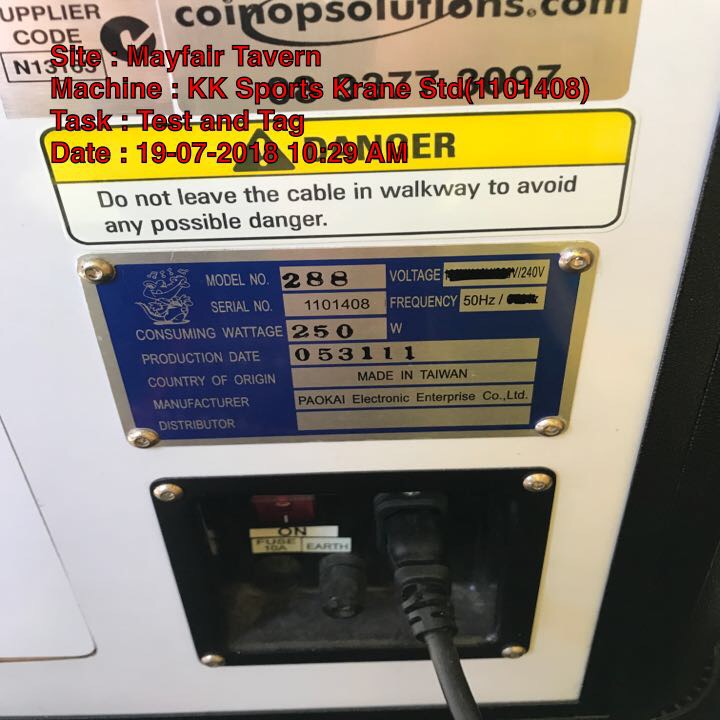 coinopsolutions.com
SUPPLIER
CODE
N13163
Site : Mayfair Tavern
Machine : KK Sports Krane Std(1101408)
Task : Test and Tag
Date : 19-07-2018 10:29 AM
DANGER
Do not leave the cable in walkway to avoid
any possible danger.
MODEL NO. 288 VOLTAGE V/240V
SERIAL NO. 1101408 FREQUENCY 50Hz /
CONSUMING WATTAGE 250 W
PRODUCTION DATE 053111
COUNTRY OF ORIGIN MADE IN TAIWAN
MANUFACTURER PAOKAI Electronic Enterprise Co.,Ltd.
DISTRIBUTOR
ON
FUSE
10A
EARTH